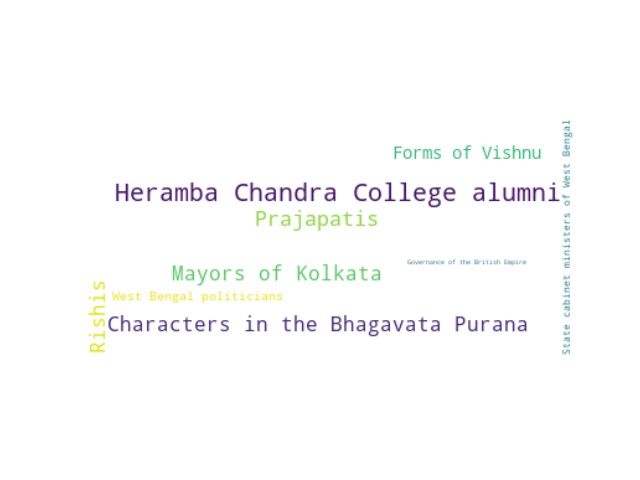 Forms of Vishnu
Heramba Chandra College alumni
Prajapatis
Governance of the British Empire
Mayors of Kolkata
West Bengal politicians
Characters in the Bhagavata Purana
Rishis
State cabinet ministers of West Bengal